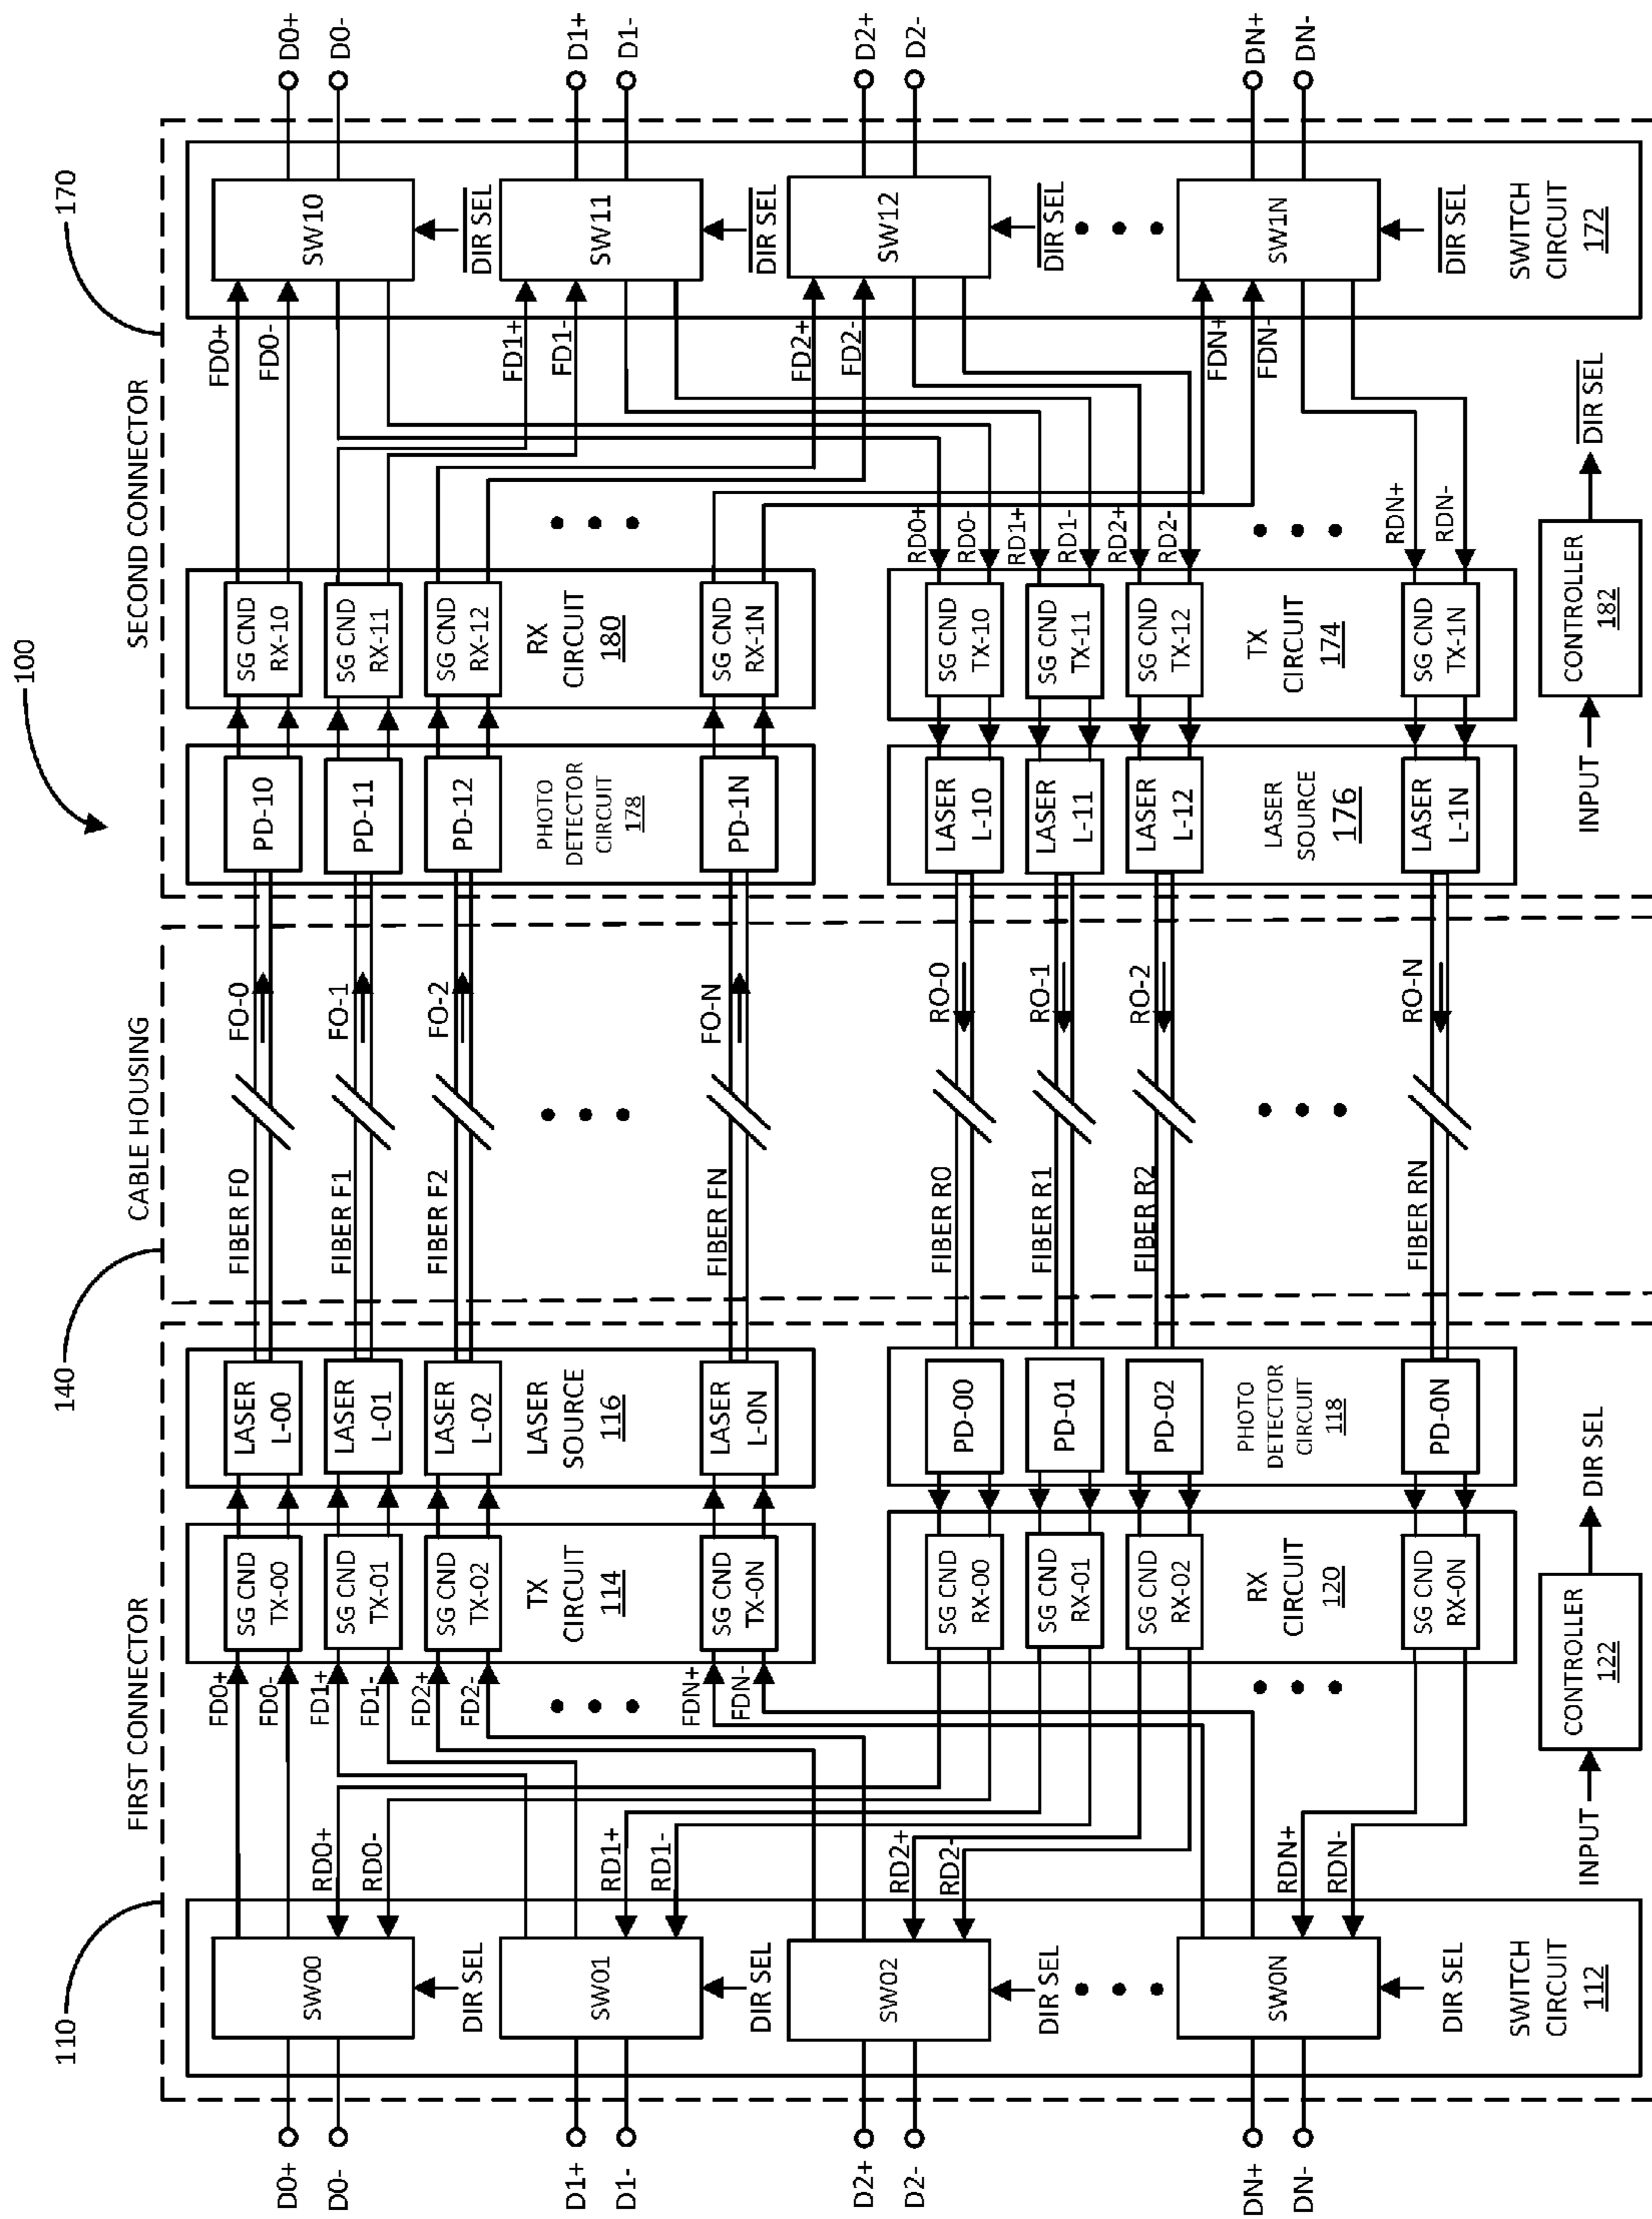 100
110
FIRST CONNECTOR
140
CABLE HOUSING
SECOND CONNECTOR
170
D0+
D0-
D1+
D1-
D2+
D2-
DN+
DN-
SW00
DIR SEL
SW01
DIR SEL
SW02
DIR SEL
SW0N
DIR SEL
SWITCH
CIRCUIT
112
FD0+
FD0-
FD1+
FD1-
FD2+
FD2-
FDN+
FDN-
RD0+
RD0-
RD1+
RD1-
RD2+
RD2-
RDN+
RDN-
SG CND
TX-00
SG CND
TX-01
SG CND
TX-02
TX
CIRCUIT
114
SG CND
TX-0N
SG CND
RX-00
SG CND
RX-01
SG CND
RX-02
RX
CIRCUIT
120
SG CND
RX-0N
INPUT
CONTROLLER
122
DIR SEL
LASER
L-00
LASER
L-01
LASER
L-02
LASER
SOURCE
116
LASER
L-0N
PD-00
PD-01
PD-02
PHOTO
DETECTOR
CIRCUIT
118
PD-0N
FIBER F0
FO-0
FIBER F1
FO-1
FIBER F2
FO-2
FIBER FN
FO-N
FIBER R0
RO-0
FIBER R1
RO-1
FIBER R2
RO-2
FIBER RN
RO-N
PD-10
PD-11
PD-12
PHOTO
DETECTOR
CIRCUIT
178
PD-1N
LASER
L-10
LASER
L-11
LASER
L-12
LASER
SOURCE
176
LASER
L-1N
SG CND
RX-10
SG CND
RX-11
SG CND
RX-12
RX
CIRCUIT
180
SG CND
RX-1N
SG CND
TX-10
SG CND
TX-11
SG CND
TX-12
TX
CIRCUIT
174
SG CND
TX-1N
INPUT
CONTROLLER
182
DIR SEL
RD0+
RD0-
RD1+
RD1-
RD2+
RD2-
RDN+
RDN-
FD0+
FD0-
FD1+
FD1-
FD2+
FD2-
FDN+
FDN-
SW10
DIR SEL
SW11
DIR SEL
SW12
DIR SEL
SW1N
DIR SEL
SWITCH
CIRCUIT
172
D0+
D0-
D1+
D1-
D2+
D2-
DN+
DN-